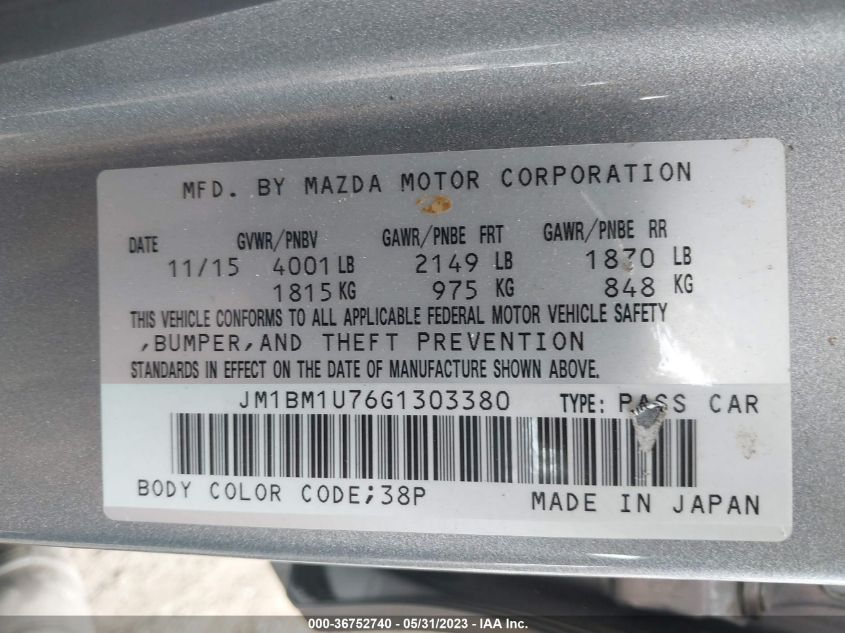 MFD. BY MAZDA MOTOR CORPORATION
DATE GVWR/PNBV GAWR/PNBE FRT GAWR/PNBE RR
11/15 4001 LB 2149 LB 1870 LB
1815 KG 975 KG 848 KG
THIS VEHICLE CONFORMS TO ALL APPLICABLE FEDERAL MOTOR VEHICLE SAFETY
,BUMPER,AND THEFT PREVENTION
STANDARDS IN EFFECT ON THE DATE OF MANUFACTURE SHOWN ABOVE.
JM1BM1U76G1303380 TYPE: PASS CAR
BODY COLOR CODE;38P MADE IN JAPAN
000-36752740 - 05/31/2023 - IAA Inc.